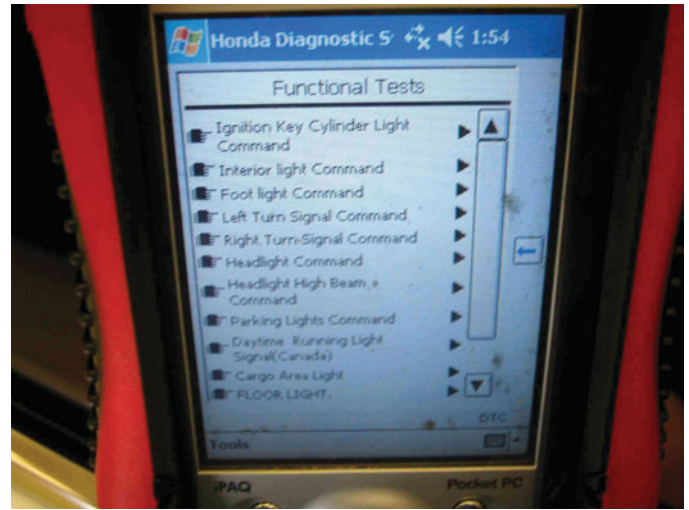 Honda Diagnostic S 1:54
Functional Tests
Ignition Key Cylinder Light
Command
Interior light Command
Foot light Command
Left Turn Signal Command
Right Turn-Signal Command
Headlight Command
Headlight High Beam
Command
Parking Lights Command
Daytime Running Light
Signal(Canada)
Cargo Area Light
FLOOR LIGHT.
DTC
Tools
iPAQ Pocket PC